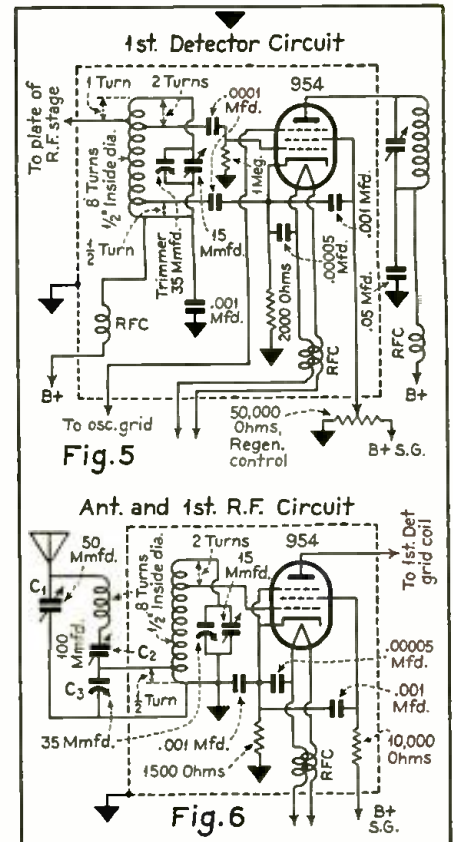 1st. Detector Circuit
954
1 Turn
2 Turns
.0001
Mfd.
To plate of
R.F. stage
8 Turns
1/2" Inside dia.
1 Meg.
.001
Mfd.
1/2
Turn
Trimmer
35 Mmfd.
15
Mmfd.
.00005
Mfd.
2000 Ohms
.001
Mfd.
.05 Mfd.
RFC
RFC
RFC
B+
B+
To osc.grid
50,000
Ohms,
Regen.
control
B+ S.G.
Fig.5
Ant. and 1st. R.F. Circuit
954
50
Mmfd.
C1
2 Turns
15
Mmfd.
8 Turns
1/2" Inside dia.
To 1st. Det
grid coil
100
Mmfd.
C2
C3
1/2 Turn
.00005
Mfd.
.001
Mfd.
35 Mmfd.
.001 Mfd.
1500 Ohms
RFC
10,000
Ohms
B+
S.G.
Fig.6